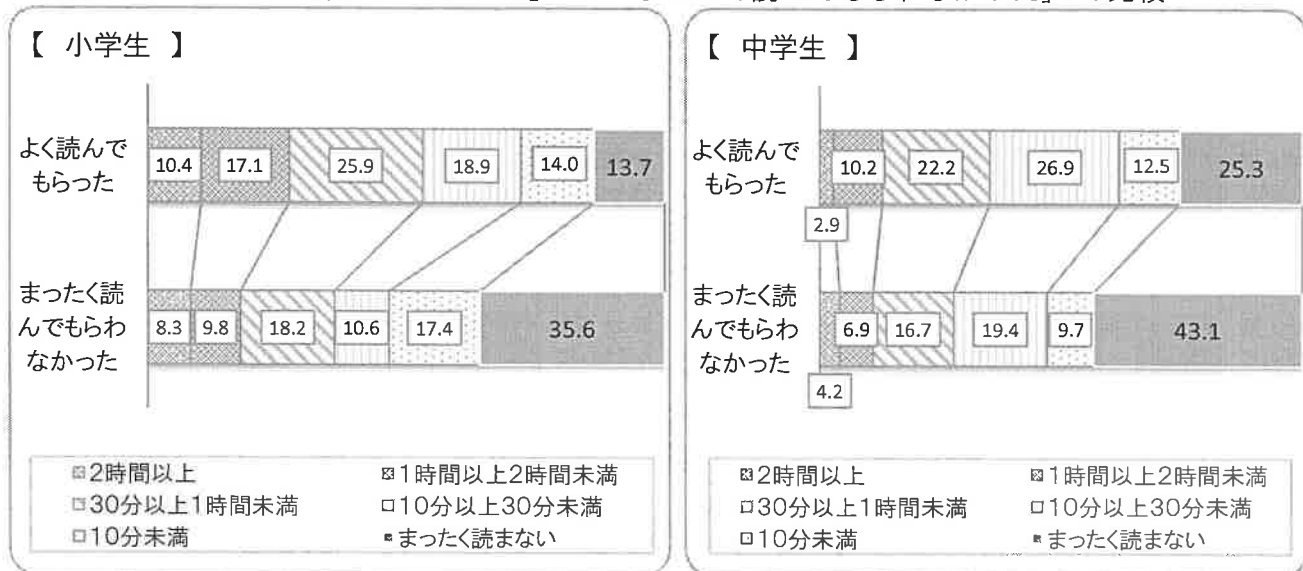 【 小学生 】
よく読んで
もらった
10.4 17.1 25.9 18.9 14.0 13.7
まったく読
んでもらわ
なかった
8.3 9.8 18.2 10.6 17.4 35.6
2時間以上 1時間以上2時間未満
30分以上1時間未満 10分以上30分未満
10分未満 まったく読まない
【 中学生 】
よく読んで
もらった
10.2 22.2 26.9 12.5 25.3
2.9
まったく読
んでもらわ
なかった
6.9 16.7 19.4 9.7 43.1
4.2
2時間以上 1時間以上2時間未満
30分以上1時間未満 10分以上30分未満
10分未満 まったく読まない